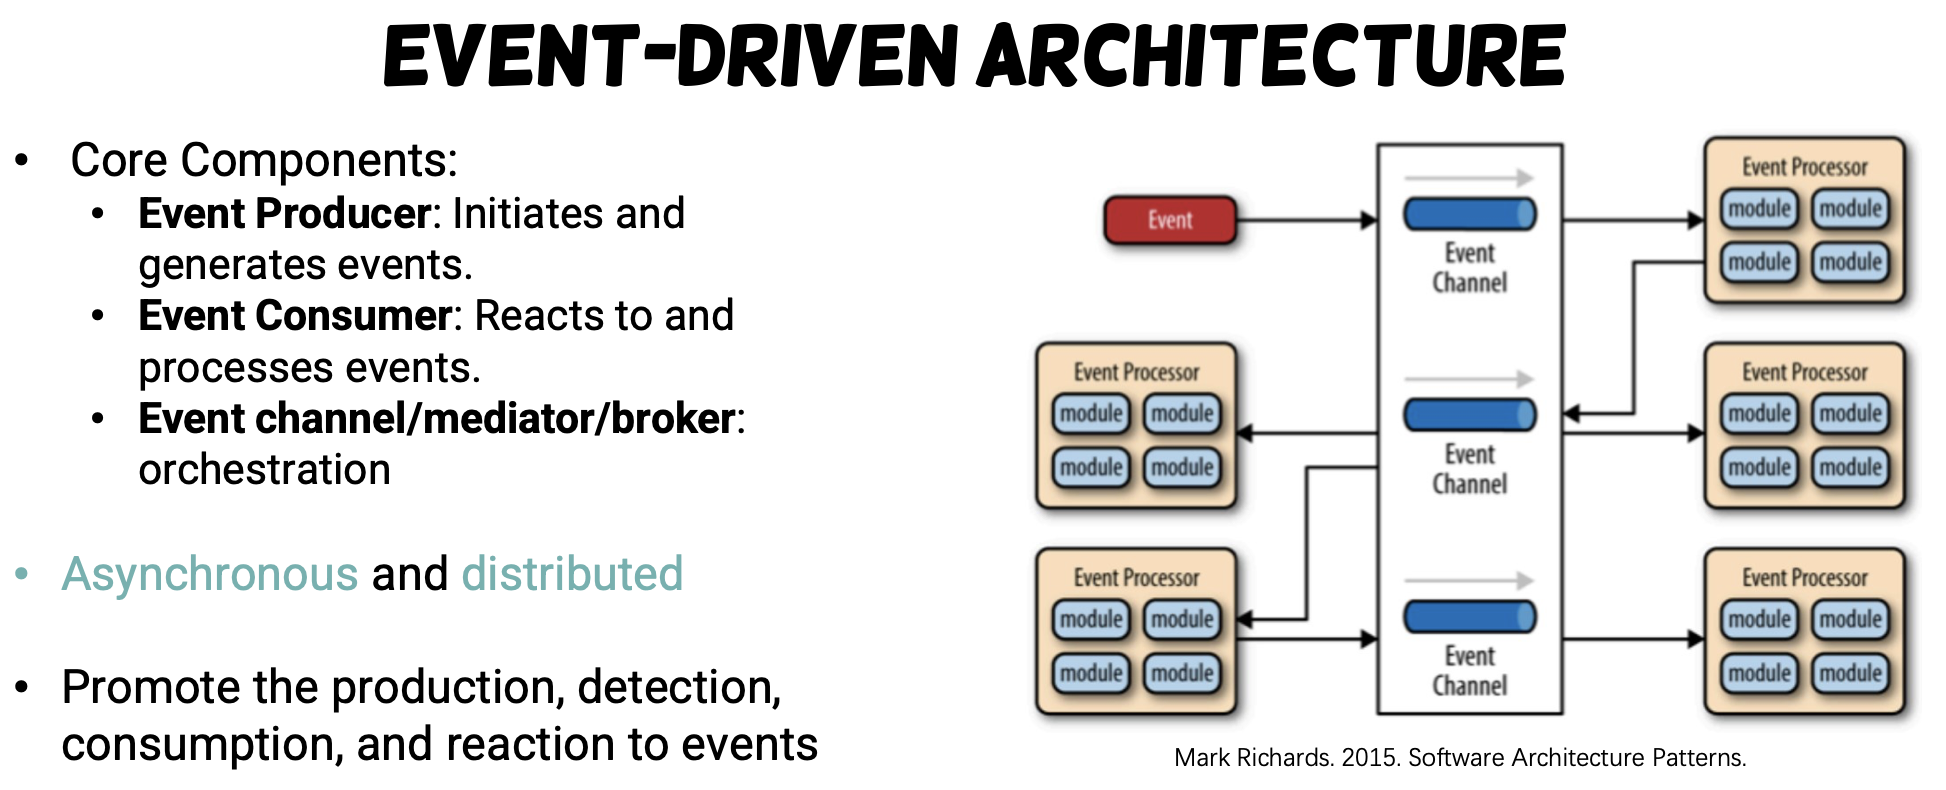 EVENT-DRIVEN ARCHITECTURE
• Core Components:
• Event Producer: Initiates and
generates events.
• Event Consumer: Reacts to and
processes events.
• Event channel/mediator/broker:
orchestration
• Asynchronous and distributed
• Promote the production, detection,
consumption, and reaction to events
Event
Event
Channel
Event Processor
module module
module module
Event Processor
module module
module module
Event
Channel
Event Processor
module module
module module
Event Processor
module module
module module
Event
Channel
Event Processor
module module
module module
Mark Richards. 2015. Software Architecture Patterns.